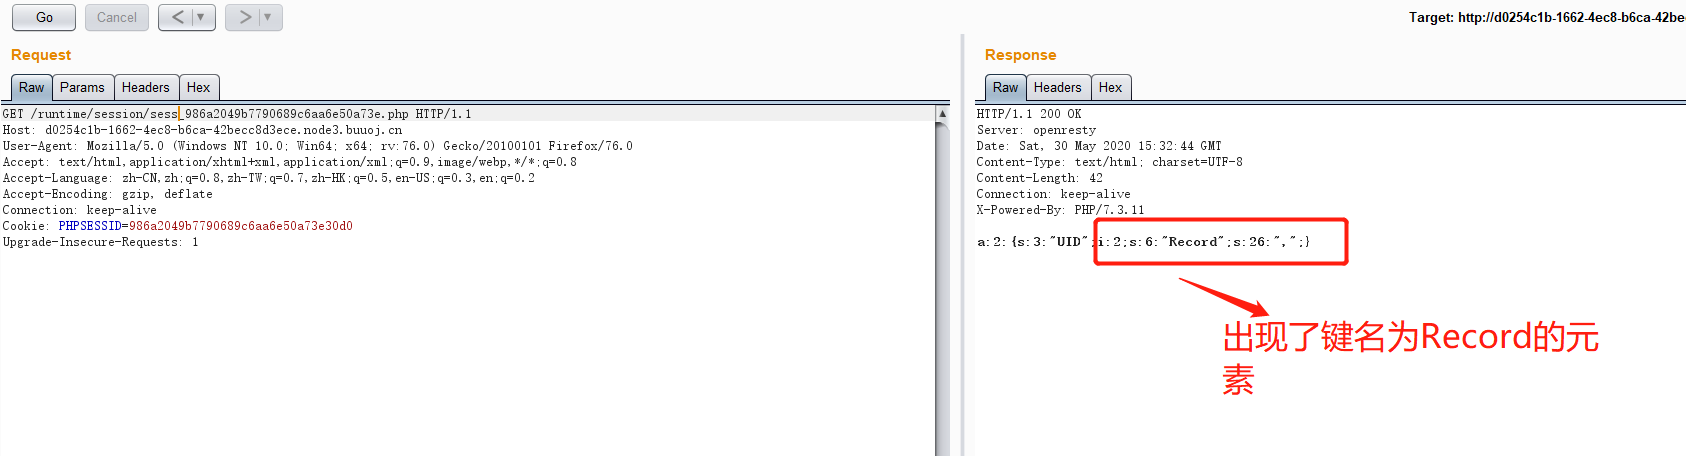 Go Cancel < > Target: http://d0254c1b-1662-4ec8-b6ca-42bec
Request
Raw Params Headers Hex
GET /runtime/session/sess_986a2049b7790689c6aa6e50a73e.php HTTP/1.1
Host: d0254c1b-1662-4ec8-b6ca-42becc8d3ece.node3.buuoj.cn
User-Agent: Mozilla/5.0 (Windows NT 10.0; Win64; x64; rv:76.0) Gecko/20100101 Firefox/76.0
Accept: text/html,application/xhtml+xml,application/xml;q=0.9,image/webp,*/*;q=0.8
Accept-Language: zh-CN,zh;q=0.8,zh-TW;q=0.7,zh-HK;q=0.5,en-US;q=0.3,en;q=0.2
Accept-Encoding: gzip, deflate
Connection: keep-alive
Cookie: PHPSESSID=986a2049b7790689c6aa6e50a73e30d0
Upgrade-Insecure-Requests: 1
Response
Raw Headers Hex
HTTP/1.1 200 OK
Server: openresty
Date: Sat, 30 May 2020 15:32:44 GMT
Content-Type: text/html; charset=UTF-8
Content-Length: 42
Connection: keep-alive
X-Powered-By: PHP/7.3.11
a:2:{s:3:"UID";i:2;s:6:"Record";s:26:",";}
出现了键名为Record的元
素